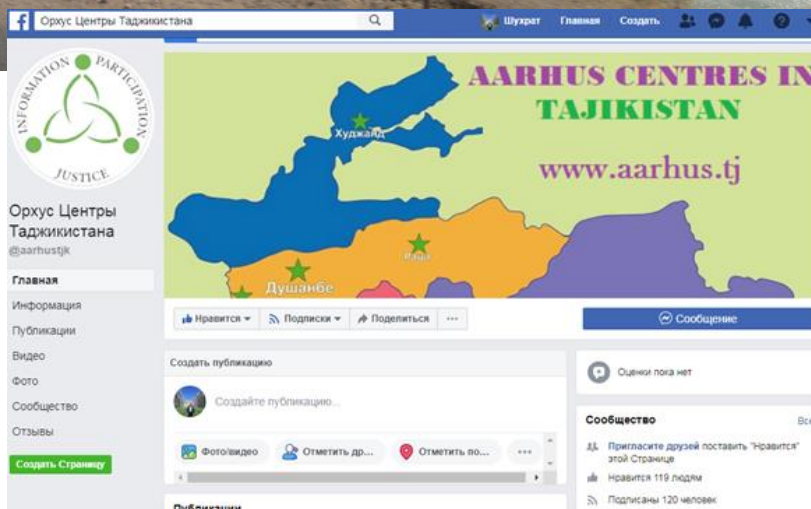 Орхус Центры Таджикистана
Шухрат
Главная
Создать
INFORMATION PARTICIPATION JUSTICE
AARHUS CENTRES IN
TAJIKISTAN
www.aarhus.tj
Худжанд
Душанбе
Рашт
Орхус Центры
Таджикистана
@aarhustjk
Главная
Информация
Публикации
Видео
Фото
Сообщество
Отзывы
Создать Страницу
Нравится
Подписки
Поделиться
Сообщение
Создать публикацию
Создайте публикацию...
Фото/видео
Отметить др...
Отметить по...
Публикации
Оценки пока нет
Сообщество
Все
Пригласите друзей поставить "Нравится"
этой Странице
Нравится 119 людям
Подписаны 120 человек